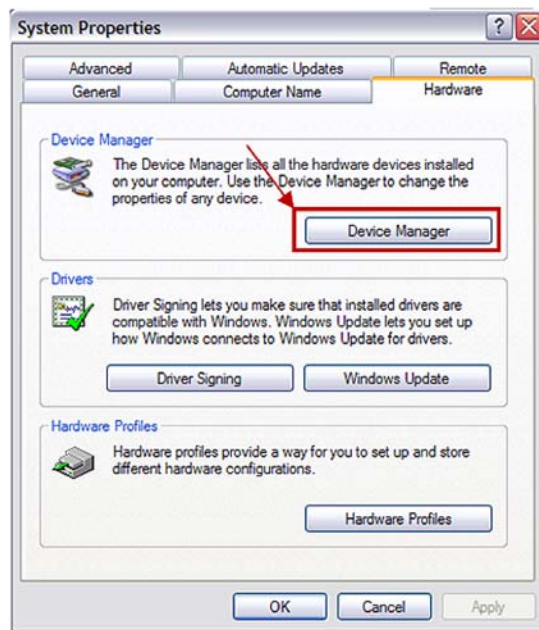 System Properties
?
X
Advanced
Automatic Updates
Remote
General
Computer Name
Hardware
Device Manager
The Device Manager lists all the hardware devices installed
on your computer. Use the Device Manager to change the
properties of any device.
Device Manager
Drivers
Driver Signing lets you make sure that installed drivers are
compatible with Windows. Windows Update lets you set up
how Windows connects to Windows Update for drivers.
Driver Signing
Windows Update
Hardware Profiles
Hardware profiles provide a way for you to set up and store
different hardware configurations.
Hardware Profiles
OK
Cancel
Apply